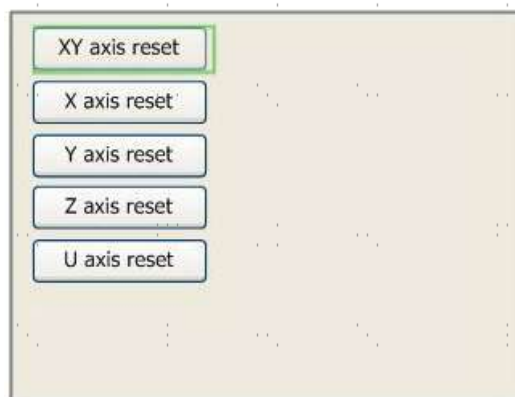 XY axis reset
X axis reset
Y axis reset
Z axis reset
U axis reset